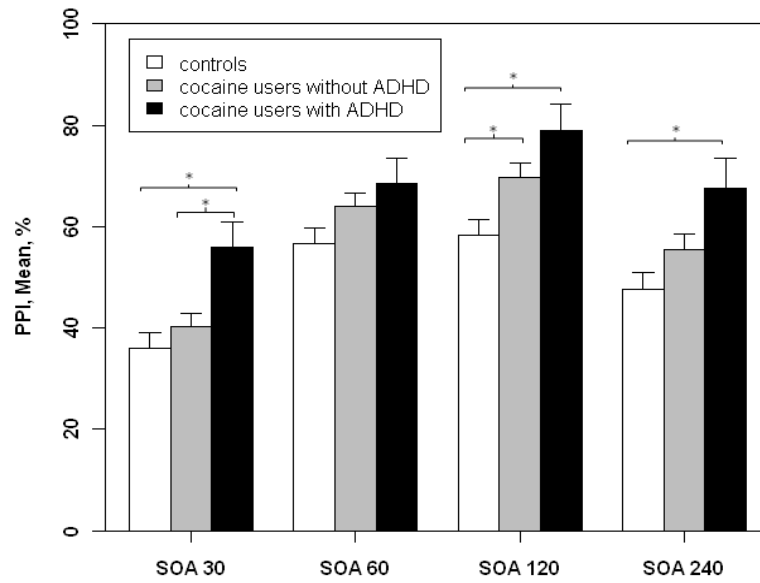 100
80
60
40
20
0
PPI, Mean, %
controls
cocaine users without ADHD
cocaine users with ADHD
*
*
*
*
*
SOA 30 SOA 60 SOA 120 SOA 240